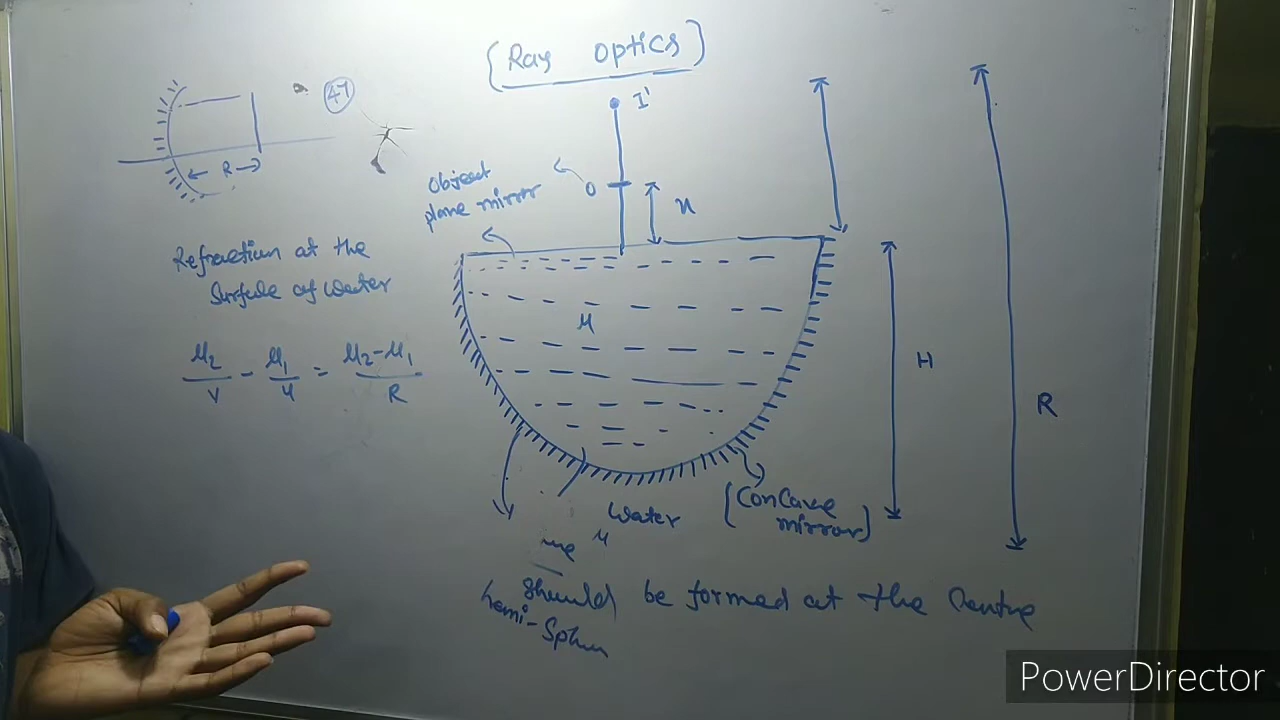 (Ray Optics)
47
R
I'
Object
plane mirror
O
x
Refraction at the
Surface of Water
μ2/V - μ1/u = μ2-μ1/R
μ
H
R
Water
μ
(Concave
mirror)
should be formed at the Centre
hemi-Sphere
PowerDirector